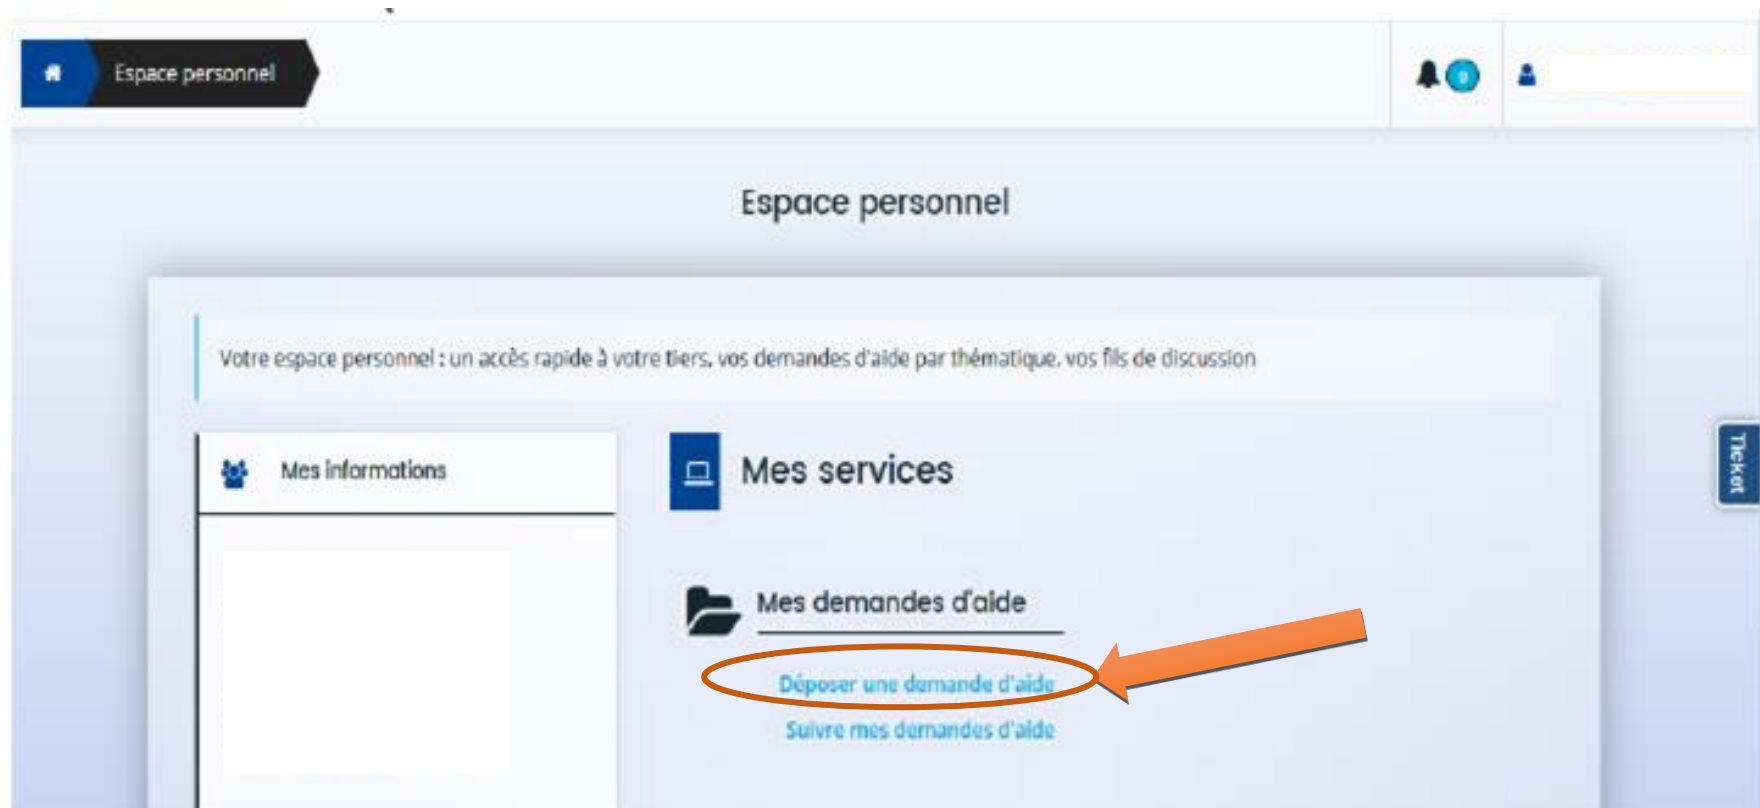 Espace personnel
Espace personnel
Votre espace personnel : un accès rapide à votre tiers, vos demandes d'aide par thématique, vos fils de discussion
Mes informations
Mes services
Ticket
Mes demandes d'aide
Déposer une demande d'aide
Suivre mes demandes d'aide